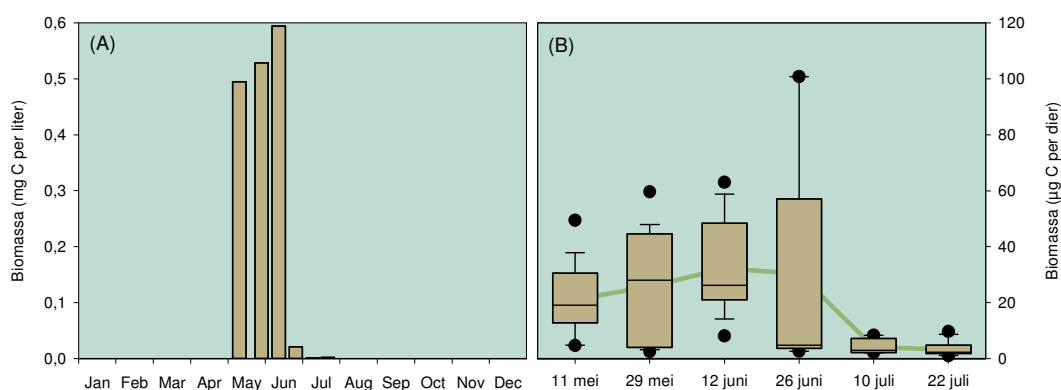 Biomassa (mg C per liter)
0,6
0,5
0,4
0,3
0,2
0,1
0,0
(A)
Jan Feb Mar Apr May Jun Jul Aug Sep Oct Nov Dec
(B)
11 mei 29 mei 12 juni 26 juni 10 juli 22 juli
120
100
80
60
40
20
0
Biomassa (µg C per dier)